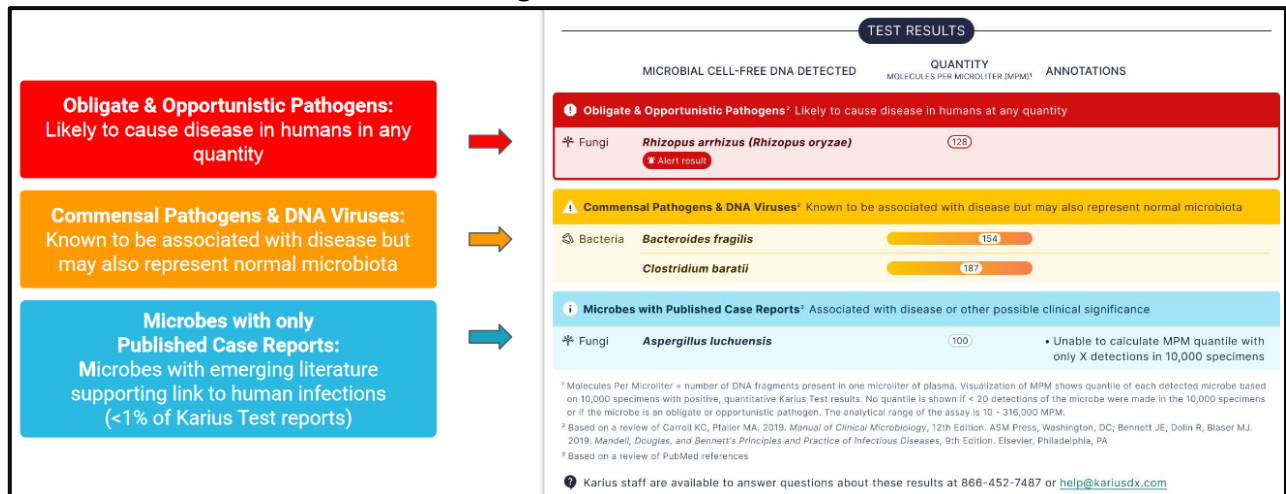 Obligate & Opportunistic Pathogens:
Likely to cause disease in humans in any
quantity
Commensal Pathogens & DNA Viruses:
Known to be associated with disease but
may also represent normal microbiota
Microbes with only
Published Case Reports:
Microbes with emerging literature
supporting link to human infections
(<1% of Karius Test reports)
TEST RESULTS
MICROBIAL CELL-FREE DNA DETECTED
QUANTITY
MOLECULES PER MICROLITER (MPM)¹
ANNOTATIONS
Obligate & Opportunistic Pathogens² Likely to cause disease in humans at any quantity
Fungi Rhizopus arrhizus (Rhizopus oryzae) 128
Alert result
Commensal Pathogens & DNA Viruses² Known to be associated with disease but may also represent normal microbiota
Bacteria Bacteroides fragilis 154
Clostridium baratii 187
Microbes with Published Case Reports³ Associated with disease or other possible clinical significance
Fungi Aspergillus luchuensis 100 • Unable to calculate MPM quantile with
only X detections in 10,000 specimens
¹ Molecules Per Microliter = number of DNA fragments present in one microliter of plasma. Visualization of MPM shows quantile of each detected microbe based
on 10,000 specimens with positive, quantitative Karius Test results. No quantile is shown if < 20 detections of the microbe were made in the 10,000 specimens
or if the microbe is an obligate or opportunistic pathogen. The analytical range of the assay is 10 - 316,000 MPM.
² Based on a review of Carroll KC, Pfaller MA. 2019. Manual of Clinical Microbiology, 12th Edition. ASM Press, Washington, DC; Bennett JE, Dolin R, Blaser MJ.
2019. Mandell, Douglas, and Bennett's Principles and Practice of Infectious Diseases, 9th Edition. Elsevier, Philadelphia, PA
³ Based on a review of PubMed references
Karius staff are available to answer questions about these results at 866-452-7487 or help@kariusdx.com